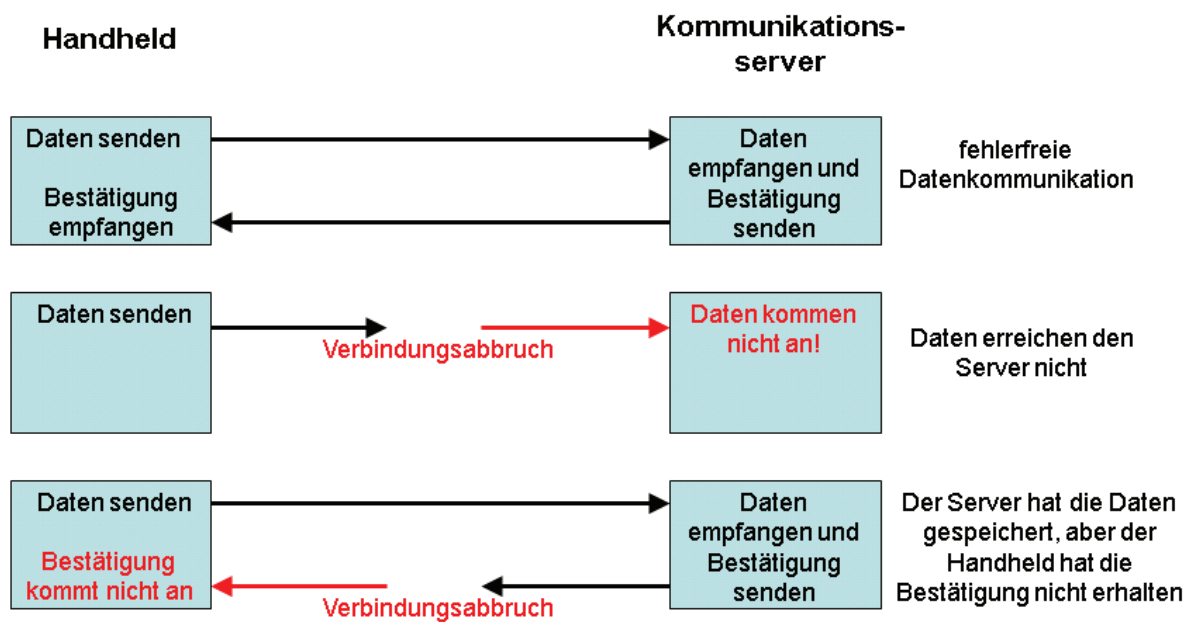 Handheld
Kommunikations-
server
Daten senden
Bestätigung
empfangen
Daten
empfangen und
Bestätigung
senden
fehlerfreie
Datenkommunikation
Daten senden
Verbindungsabbruch
Daten kommen
nicht an!
Daten erreichen den
Server nicht
Daten senden
Bestätigung
kommt nicht an
Verbindungsabbruch
Daten
empfangen und
Bestätigung
senden
Der Server hat die Daten
gespeichert, aber der
Handheld hat die
Bestätigung nicht erhalten